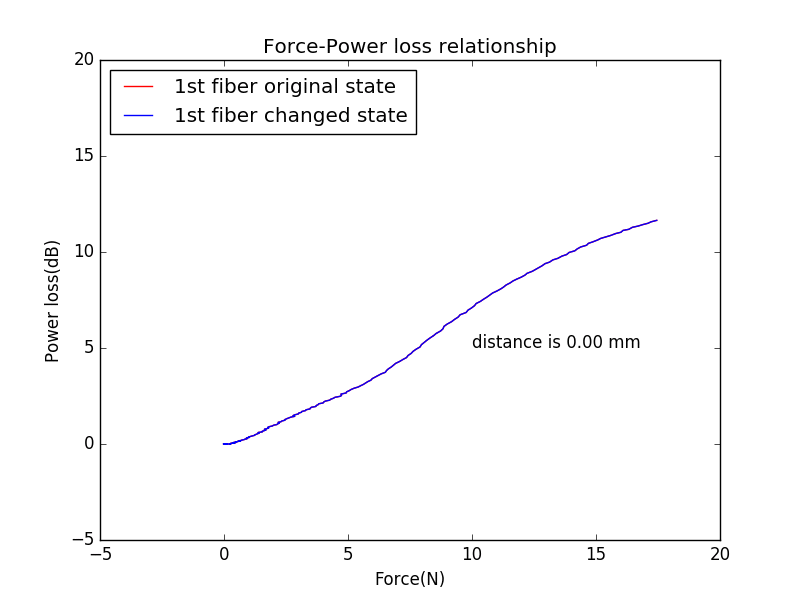 Force-Power loss relationship
20
1st fiber original state
1st fiber changed state
15
10
Power loss(dB)
5
distance is 0.00 mm
0
−5
−5 0 5 10 15 20
Force(N)